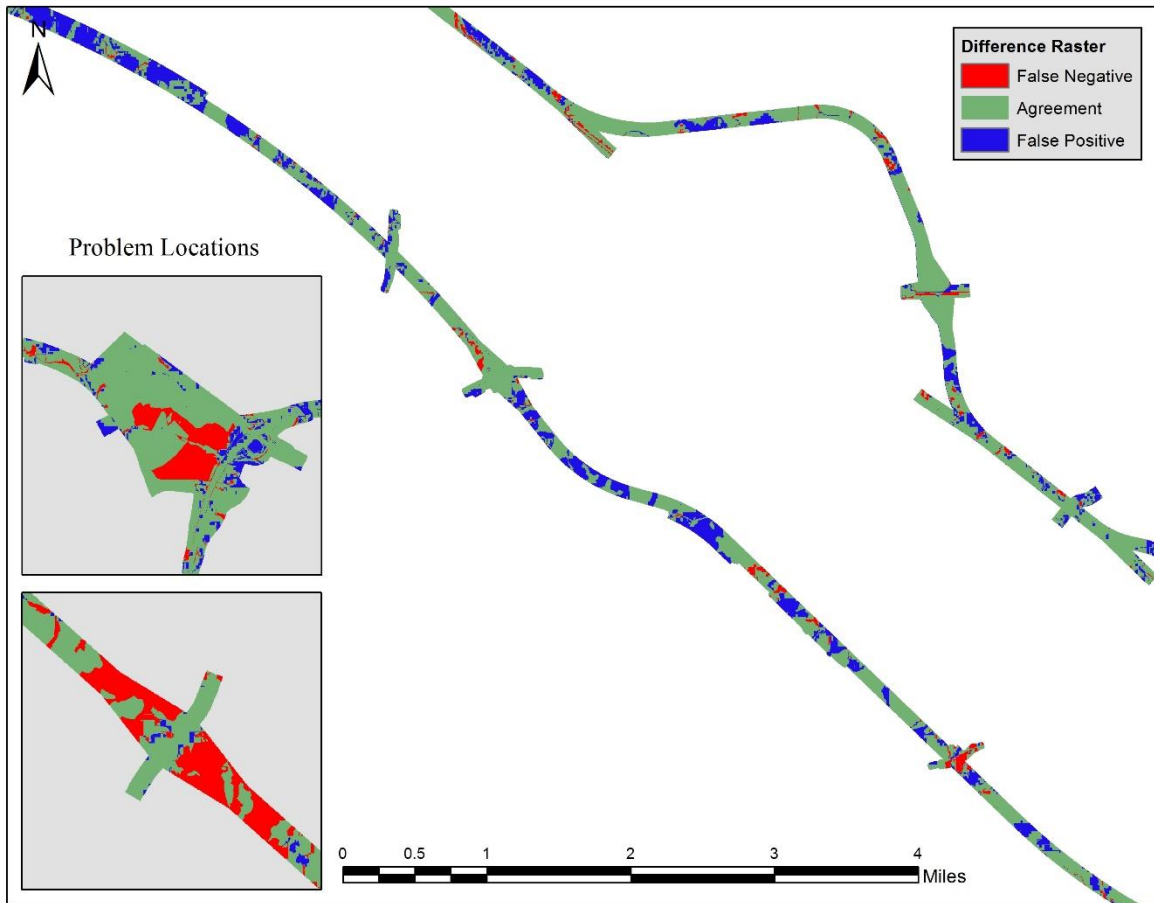 N
Difference Raster
False Negative
Agreement
False Positive
Problem Locations
0 0.5 1 2 3 4
Miles